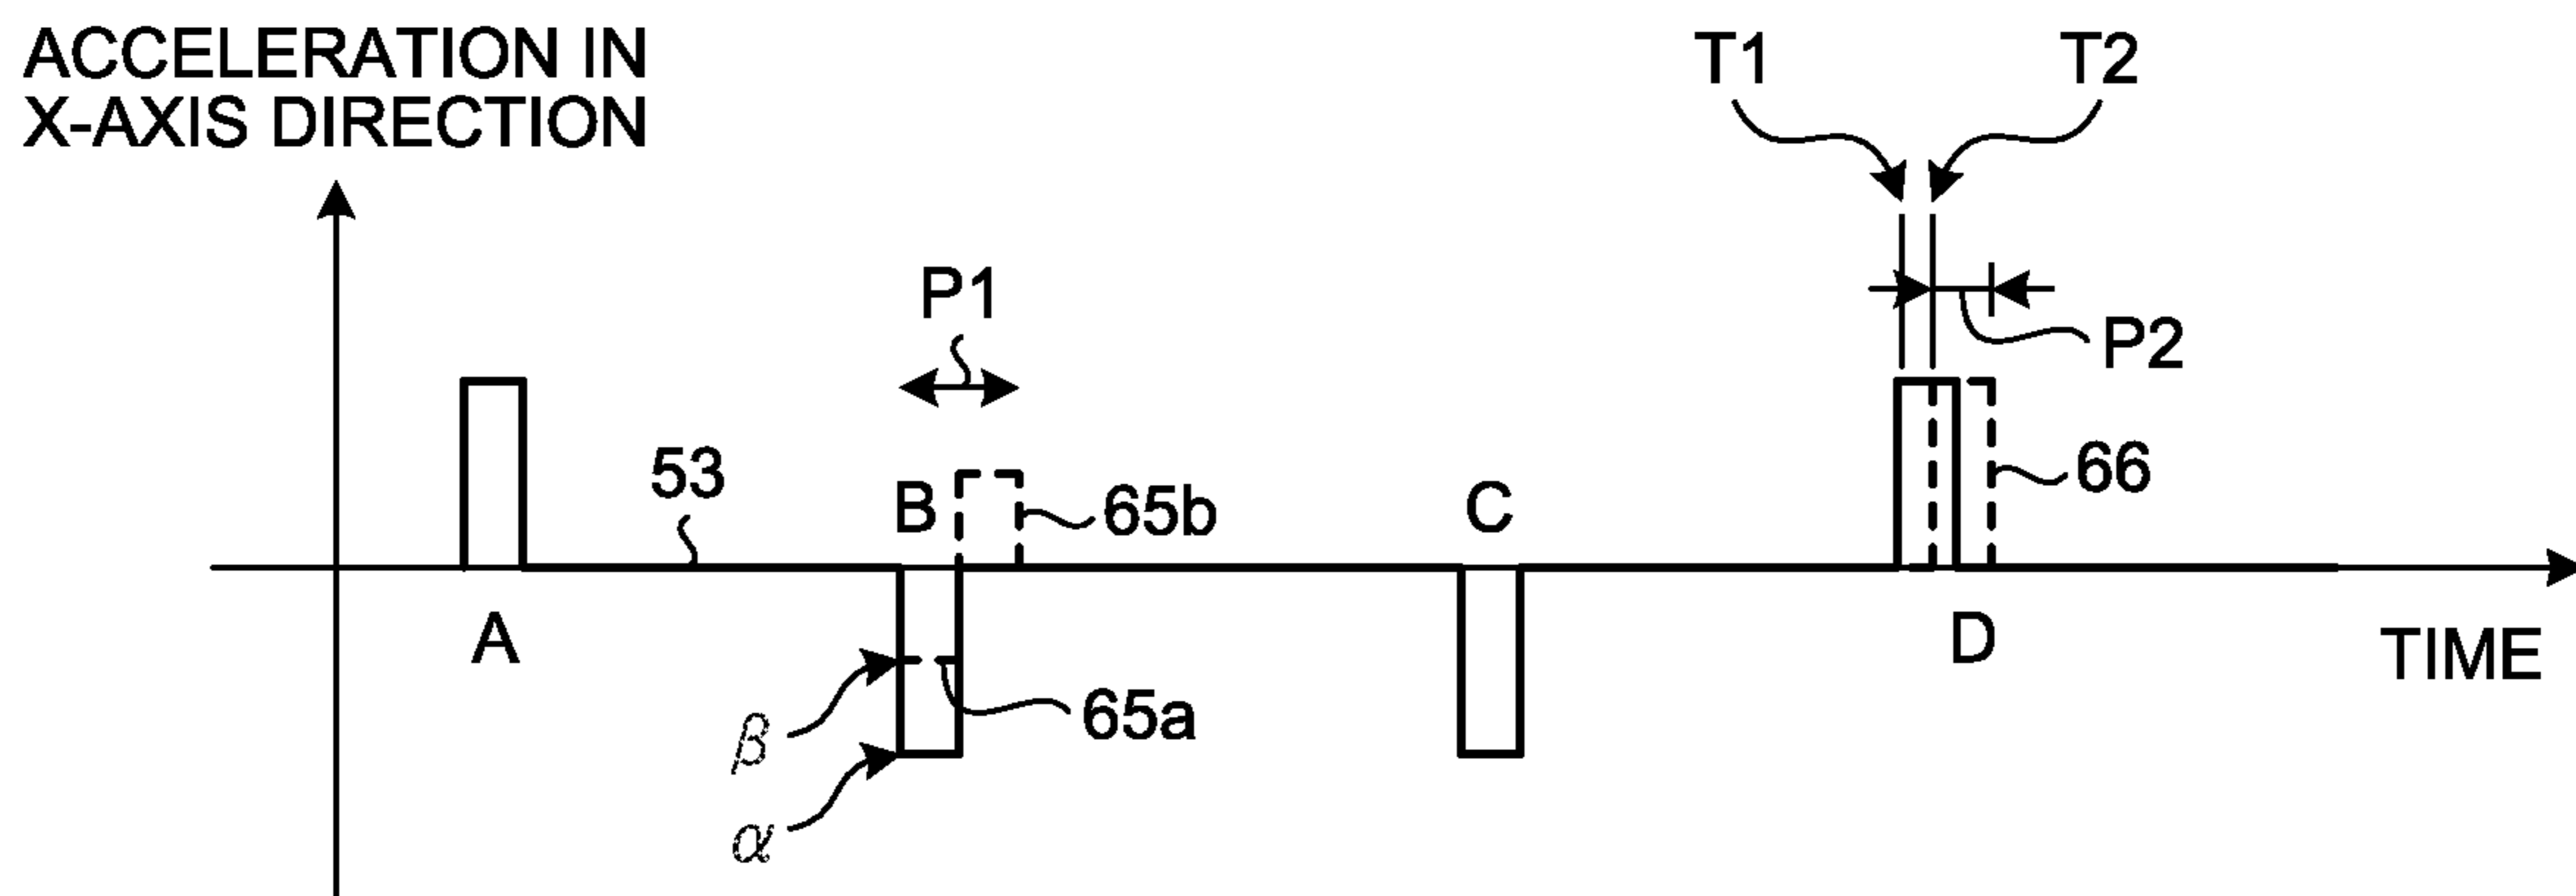 ACCELERATION IN
X-AXIS DIRECTION
T1
T2
P1
P2
53
B
65b
C
66
A
D
TIME
β
65a
α